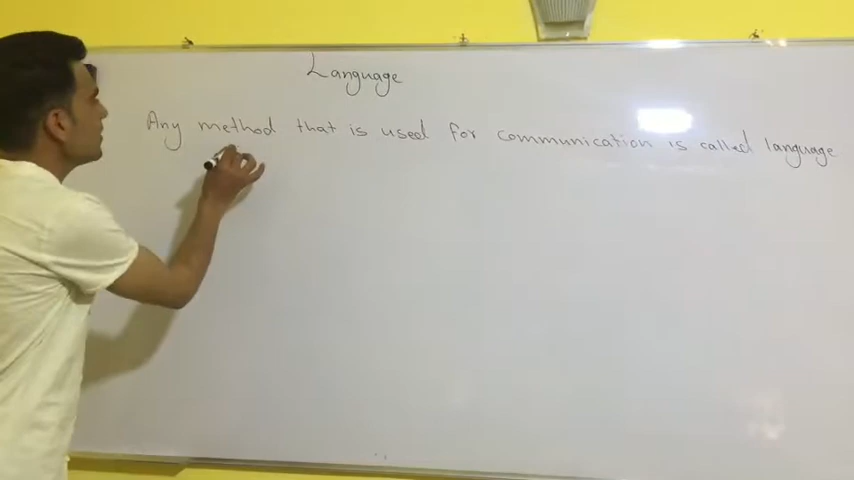 Language
Any method that is used for communication is called language